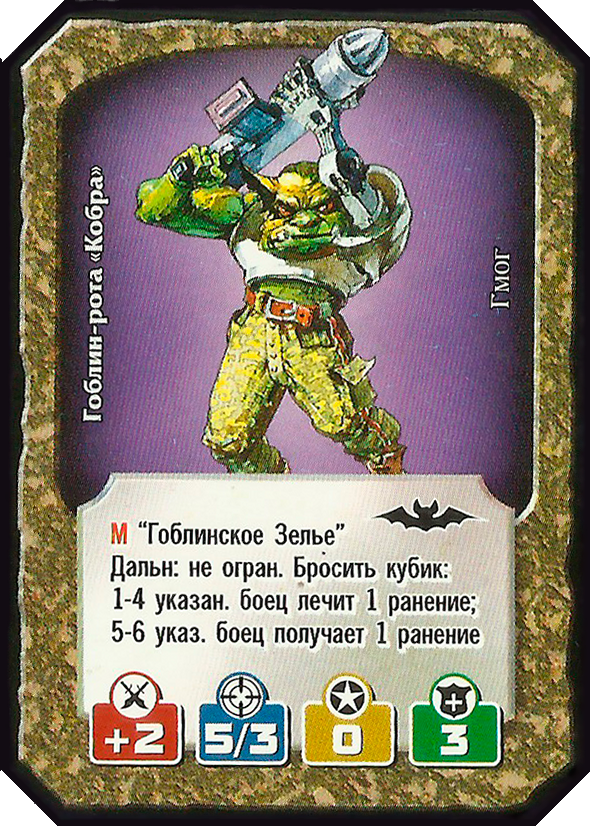 Гоблин-рота «Кобра»
Гмог
М “Гоблинское Зелье”
Дальн: не огран. Бросить кубик:
1-4 указан. боец лечит 1 ранение;
5-6 указ. боец получает 1 ранение
+2 5/3 0 3